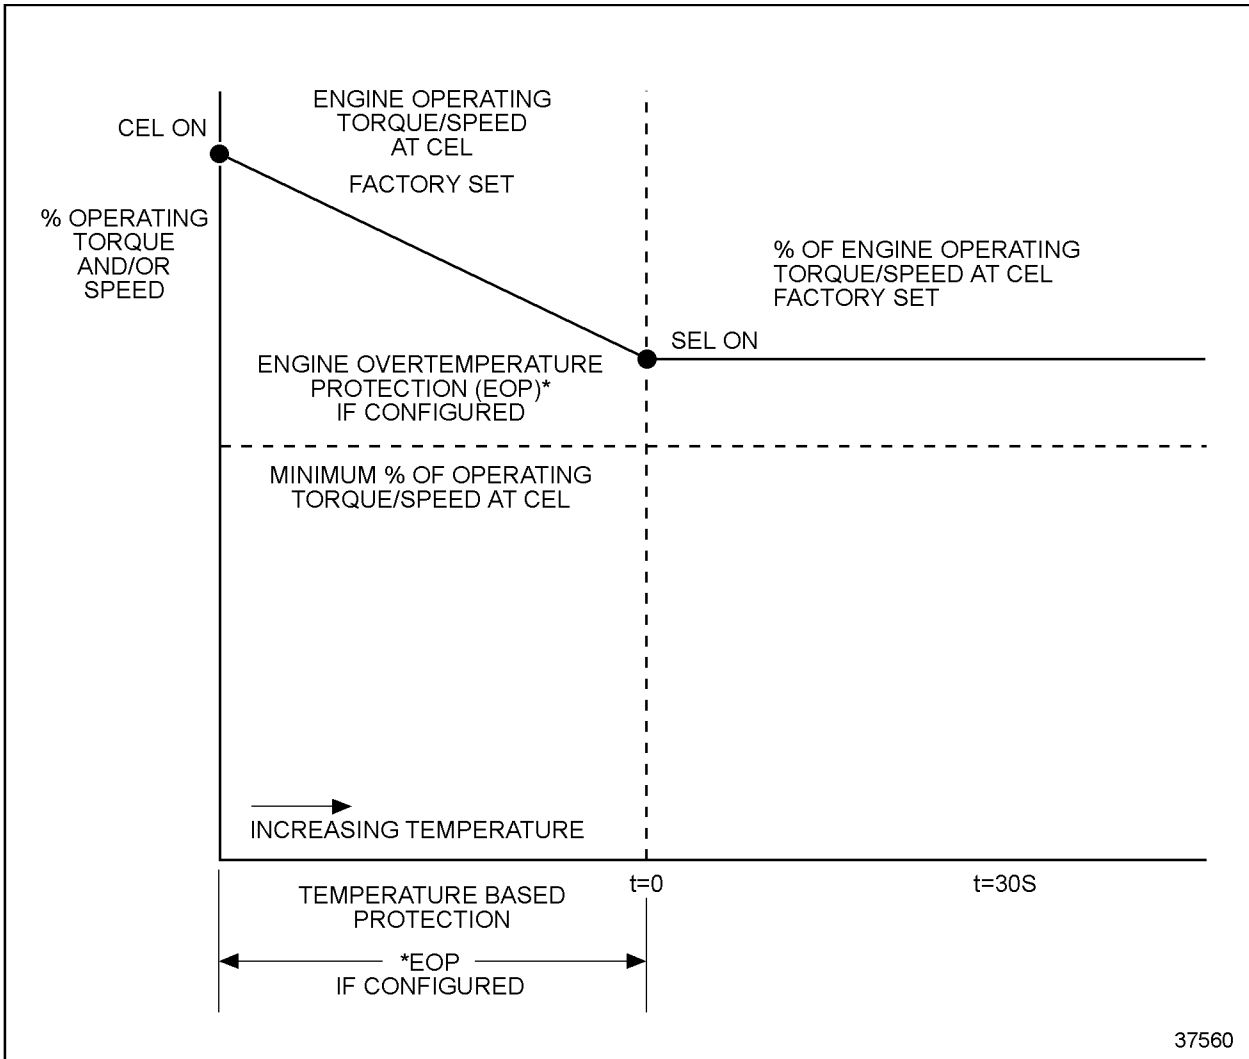 ENGINE OPERATING
TORQUE/SPEED
AT CEL
FACTORY SET
CEL ON
% OPERATING
TORQUE
AND/OR
SPEED
% OF ENGINE OPERATING
TORQUE/SPEED AT CEL
FACTORY SET
SEL ON
ENGINE OVERTEMPERATURE
PROTECTION (EOP)*
IF CONFIGURED
MINIMUM % OF OPERATING
TORQUE/SPEED AT CEL
INCREASING TEMPERATURE
t=0
t=30S
TEMPERATURE BASED
PROTECTION
*EOP
IF CONFIGURED
37560